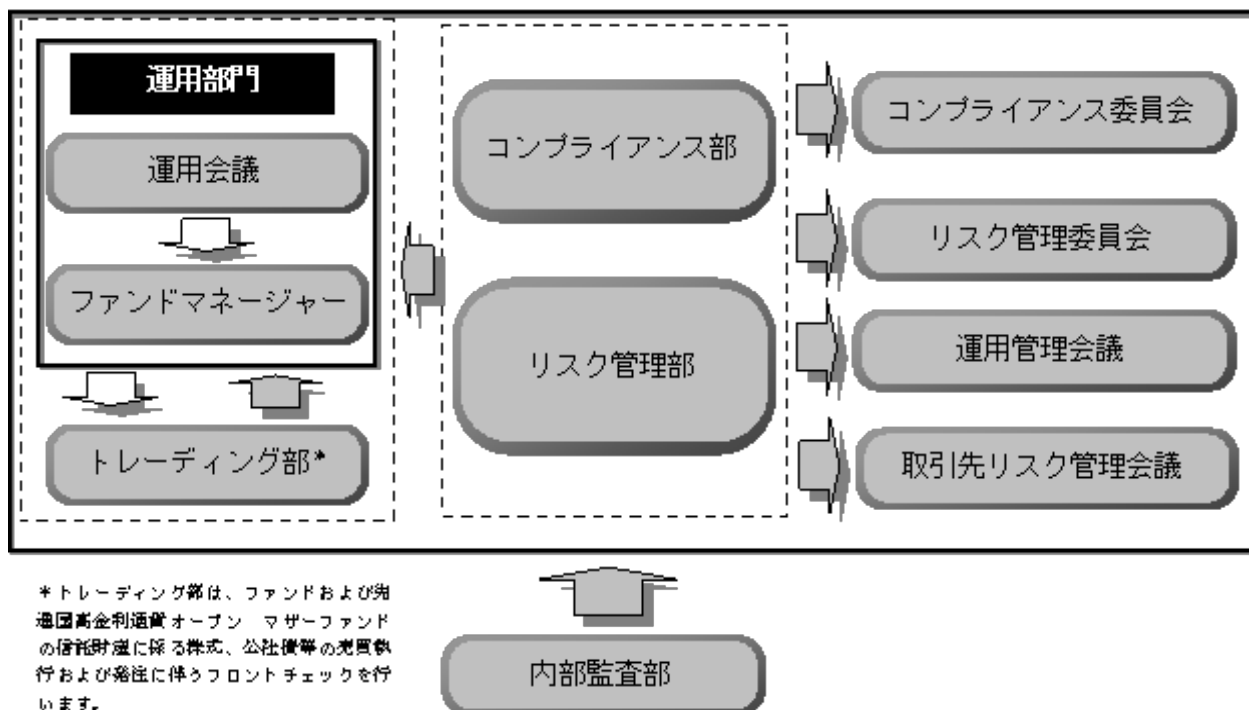 運用部門
運用会議
ファンドマネージャー
トレーディング部*
コンプライアンス部
リスク管理部
コンプライアンス委員会
リスク管理委員会
運用管理会議
取引先リスク管理会議
内部監査部
*トレーディング部は、ファンドおよび先
進国高金利通貨オープン マザーファンド
の信託財産に係る株式、公社債等の売買執
行および発注に伴うフロントチェックを行
います。